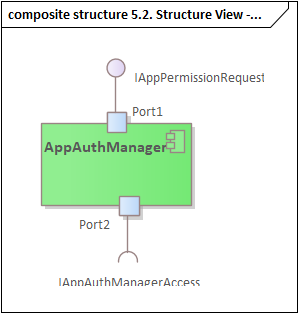 composite structure 5.2. Structure View -...
IAppPermissionRequest
Port1
AppAuthManager
Port2
IAppAuthManagerAccess